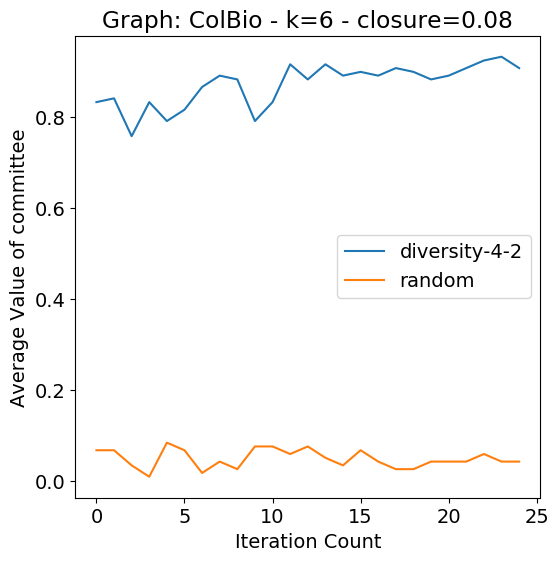 Graph: ColBio - k=6 - closure=0.08
Average Value of committee
0.8
0.6
0.4
0.2
0.0
diversity-4-2
random
0 5 10 15 20 25
Iteration Count